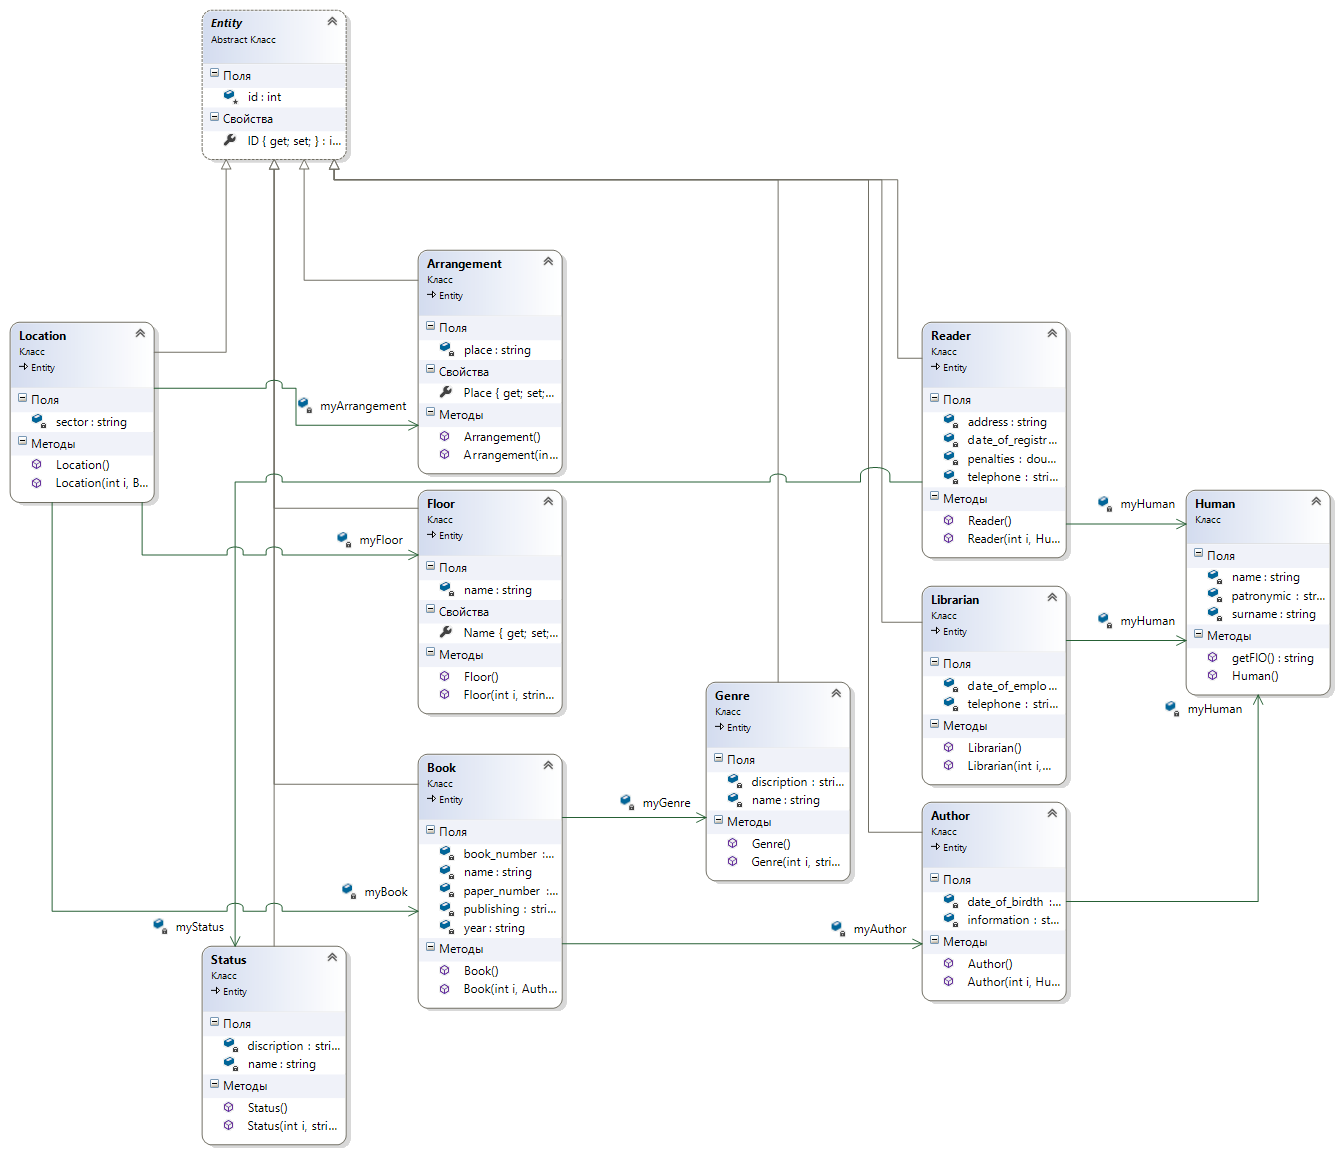 Entity
Abstract Класс
Поля
id : int
Свойства
ID { get; set; } : i...
Arrangement
Класс
Entity
Поля
place : string
Свойства
Place { get; set;...
Методы
Arrangement()
Arrangement(in...
Location
Класс
Entity
Поля
sector : string
Методы
Location()
Location(int i, B...
myArrangement
Reader
Класс
Entity
Поля
address : string
date_of_registr...
penalties : dou...
telephone : stri...
Методы
Reader()
Reader(int i, Hu...
myHuman
Human
Класс
Поля
name : string
patronymic : str...
surname : string
Методы
getFIO() : string
Human()
Floor
Класс
Entity
Поля
name : string
Свойства
Name { get; set;...
Методы
Floor()
Floor(int i, strin...
myFloor
Librarian
Класс
Entity
Поля
date_of_emplo...
telephone : stri...
Методы
Librarian()
Librarian(int i,...
myHuman
myHuman
Genre
Класс
Entity
Поля
discription : stri...
name : string
Методы
Genre()
Genre(int i, stri...
Book
Класс
Entity
Поля
book_number :...
name : string
paper_number :...
publishing : stri...
year : string
Методы
Book()
Book(int i, Auth...
myGenre
myBook
myAuthor
Author
Класс
Entity
Поля
date_of_birdth :...
information : st...
Методы
Author()
Author(int i, Hu...
myStatus
Status
Класс
Entity
Поля
discription : stri...
name : string
Методы
Status()
Status(int i, stri...